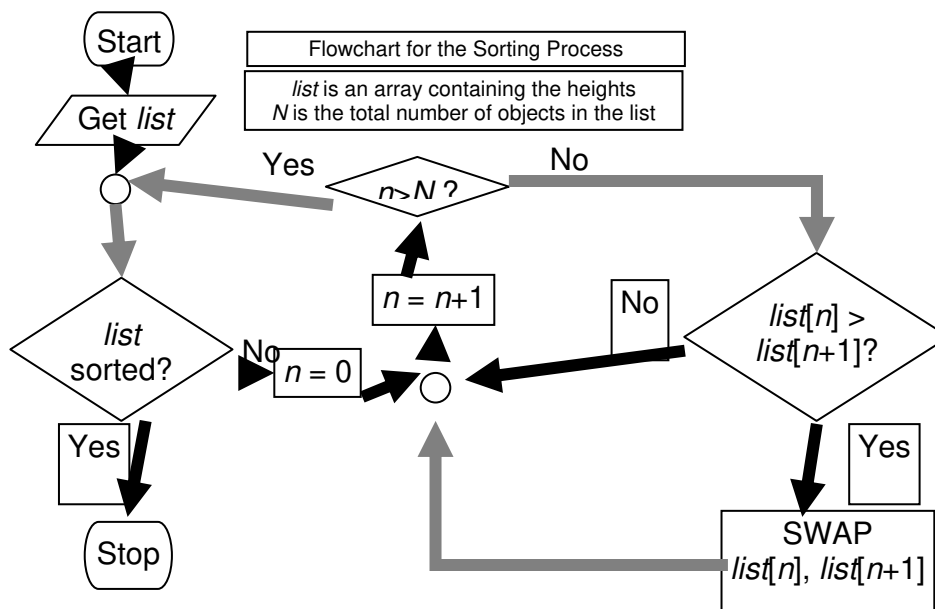 Start
Flowchart for the Sorting Process
list is an array containing the heights
N is the total number of objects in the list
Get list
Yes
n>N ?
No
n = n+1
No
list[n] >
list[n+1]?
list
sorted?
No
n = 0
Yes
Yes
Stop
SWAP
list[n], list[n+1]